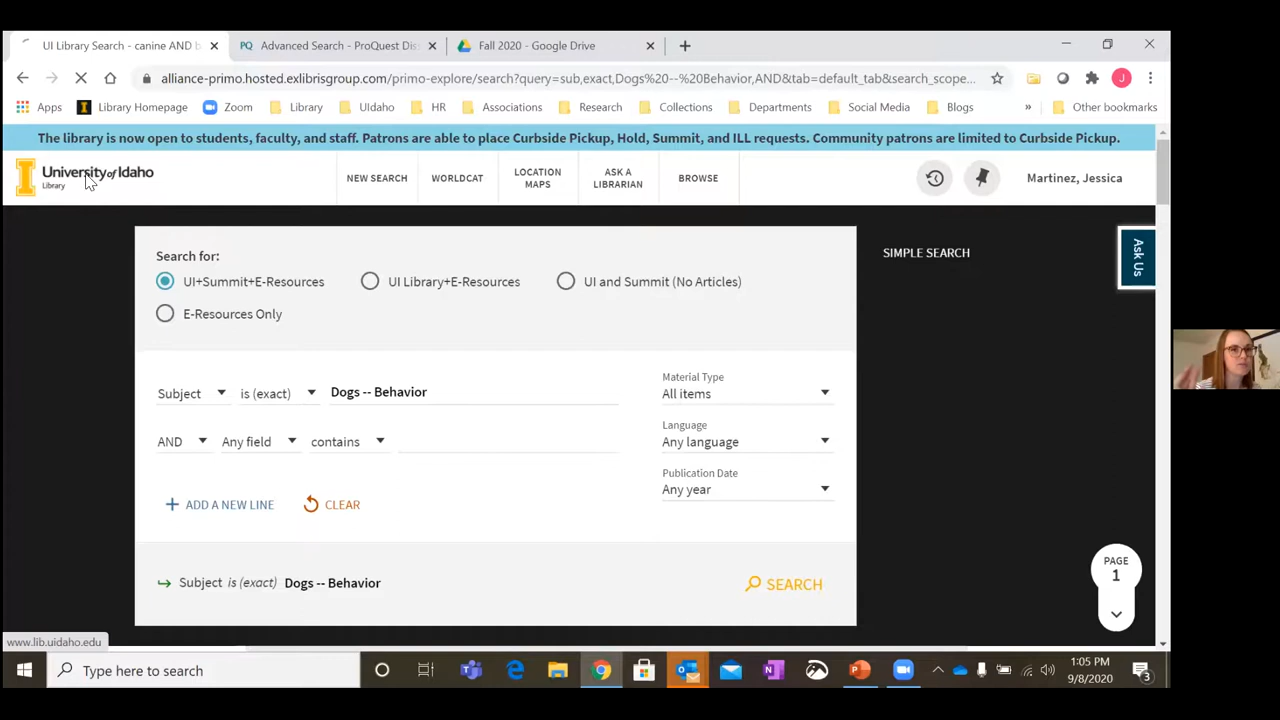 UI Library Search - canine AND b
Advanced Search - ProQuest Dis
Fall 2020 - Google Drive
alliance-primo.hosted.exlibrisgroup.com/primo-explore/search?query=sub,exact,Dogs%20--%20Behavior,AND&tab=default_tab&search_scope...
Apps Library Homepage Zoom Library UIdaho HR Associations Research Collections Departments Social Media Blogs » Other bookmarks
The library is now open to students, faculty, and staff. Patrons are able to place Curbside Pickup, Hold, Summit, and ILL requests. Community patrons are limited to Curbside Pickup.
University of Idaho
Library
NEW SEARCH
WORLDCAT
LOCATION
MAPS
ASK A
LIBRARIAN
BROWSE
Martinez, Jessica
Search for:
UI+Summit+E-Resources
UI Library+E-Resources
UI and Summit (No Articles)
E-Resources Only
SIMPLE SEARCH
Ask Us
Subject is (exact) Dogs -- Behavior
AND Any field contains
Material Type
All items
Language
Any language
Publication Date
Any year
+ ADD A NEW LINE
CLEAR
Subject is (exact) Dogs -- Behavior
SEARCH
PAGE
1
www.lib.uidaho.edu
Type here to search
1:05 PM
9/8/2020
3